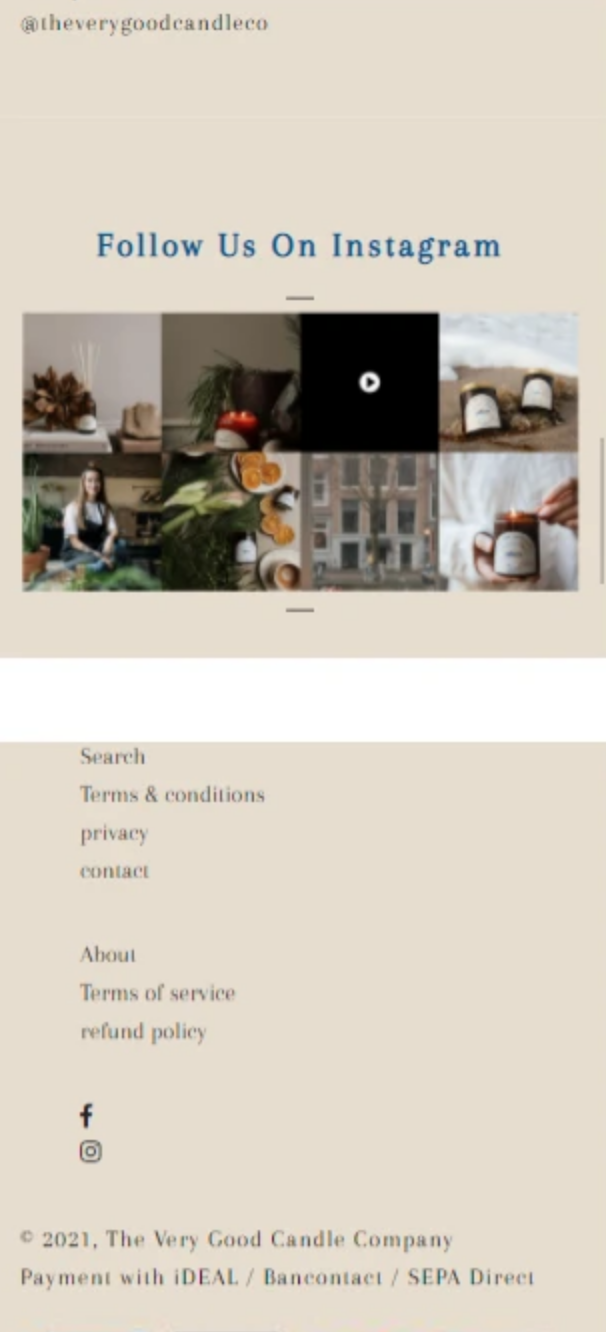 @theverygoodcandleco
Follow Us On Instagram
Search
Terms & conditions
privacy
contact
About
Terms of service
refund policy
© 2021, The Very Good Candle Company
Payment with iDEAL / Bancontact / SEPA Direct